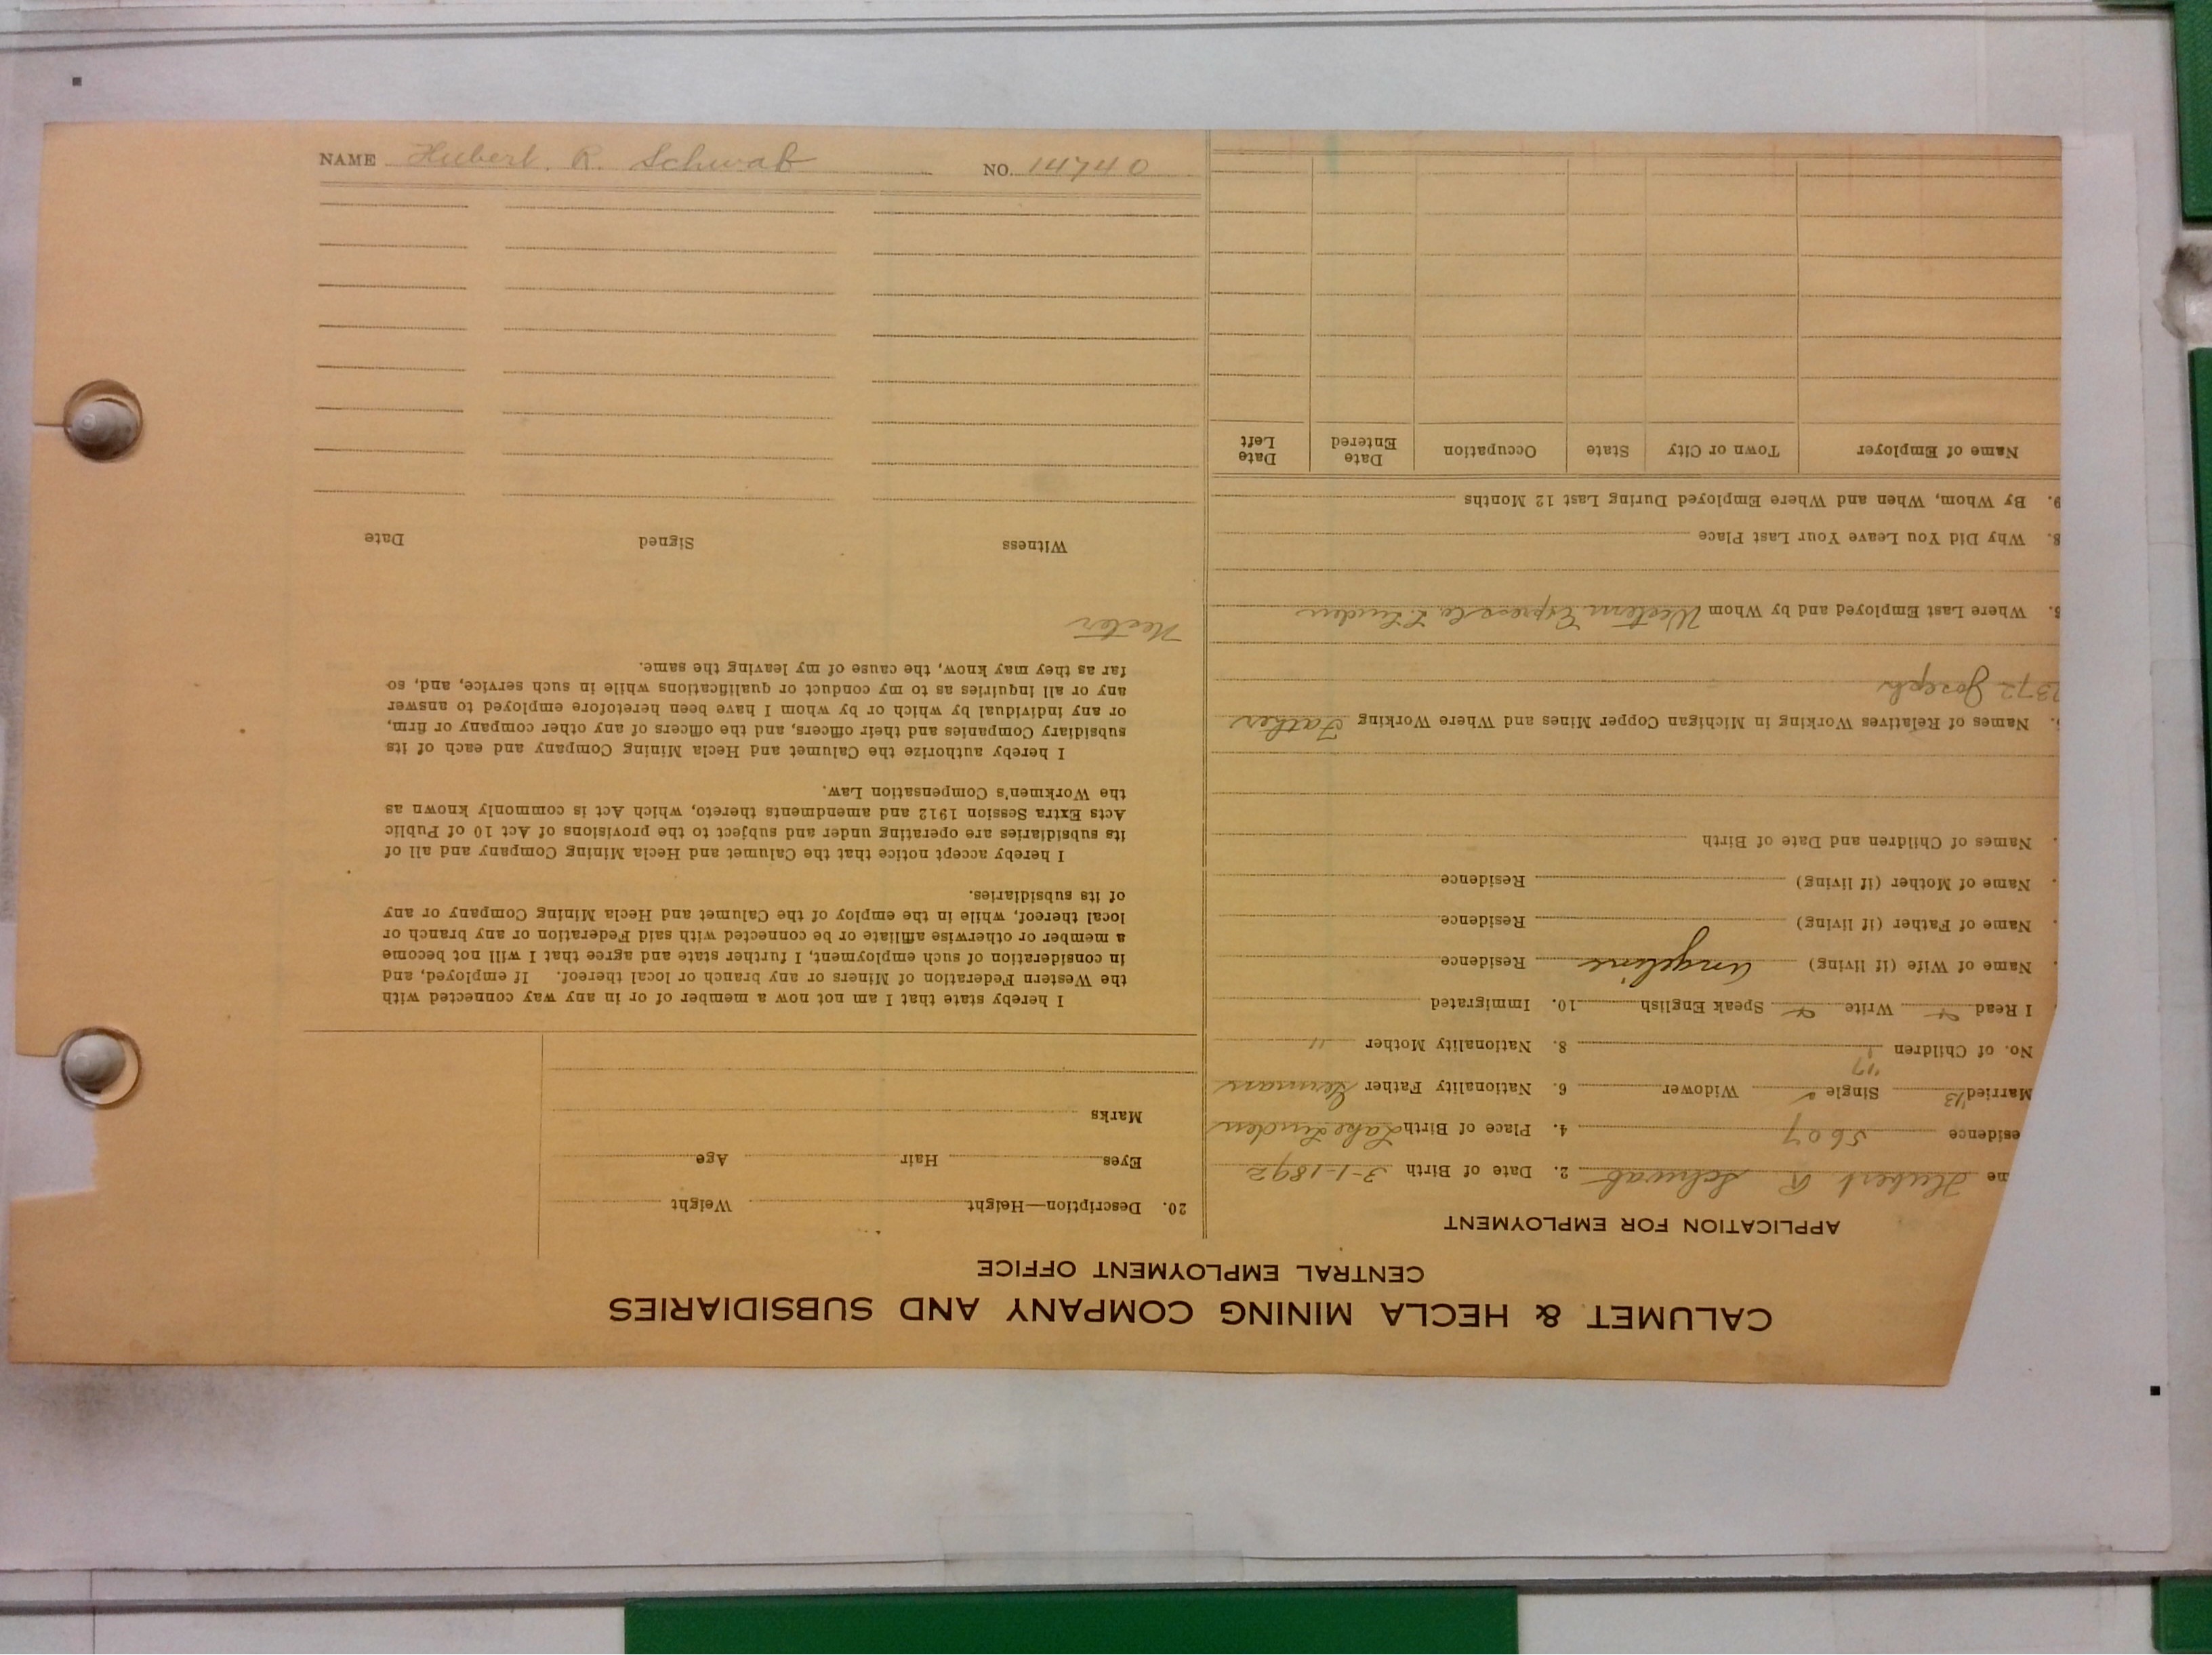 NAME Hubert. R. Schwab NO. 14740
CALUMET & HECLA MINING COMPANY AND SUBSIDIARIES
CENTRAL EMPLOYMENT OFFICE
APPLICATION FOR EMPLOYMENT
me Hubert R Schwab 2. Date of Birth 3-1-1892
esidence 5607 4. Place of Birth Lake Linden
Married '13 Single Widower 6. Nationality Father German
'17
No. of Children 1 8. Nationality Mother "
I Read Write Speak English 10. Immigrated
Name of Wife (if living) Angeline Residence
Name of Father (if living) Residence
Name of Mother (if living) Residence
Names of Children and Date of Birth
Names of Relatives Working in Michigan Copper Mines and Where Working Father
1372 Joseph
Where Last Employed and by Whom Western Express Co. L. Linden
8. Why Did You Leave Your Last Place
9. By Whom, When and Where Employed During Last 12 Months
Name of Employer Town or City State Occupation Date Entered Date Left
20. Description—Height Weight
Eyes Hair Age
Marks
I hereby state that I am not now a member of or in any way connected with
the Western Federation of Miners or any branch or local thereof. If employed, and
in consideration of such employment, I further state and agree that I will not become
a member or otherwise affiliate or be connected with said Federation or any branch or
local thereof, while in the employ of the Calumet and Hecla Mining Company or any
of its subsidiaries.
I hereby accept notice that the Calumet and Hecla Mining Company and all of
its subsidiaries are operating under and subject to the provisions of Act 10 of Public
Acts Extra Session 1912 and amendments thereto, which Act is commonly known as
the Workmen's Compensation Law.
I hereby authorize the Calumet and Hecla Mining Company and each of its
subsidiary Companies and their officers, and the officers of any other company or firm,
or any individual by which or by whom I have been heretofore employed to answer
any or all inquiries as to my conduct or qualifications while in such service, and, so
far as they may know, the cause of my leaving the same.
Nector
Witness Signed Date